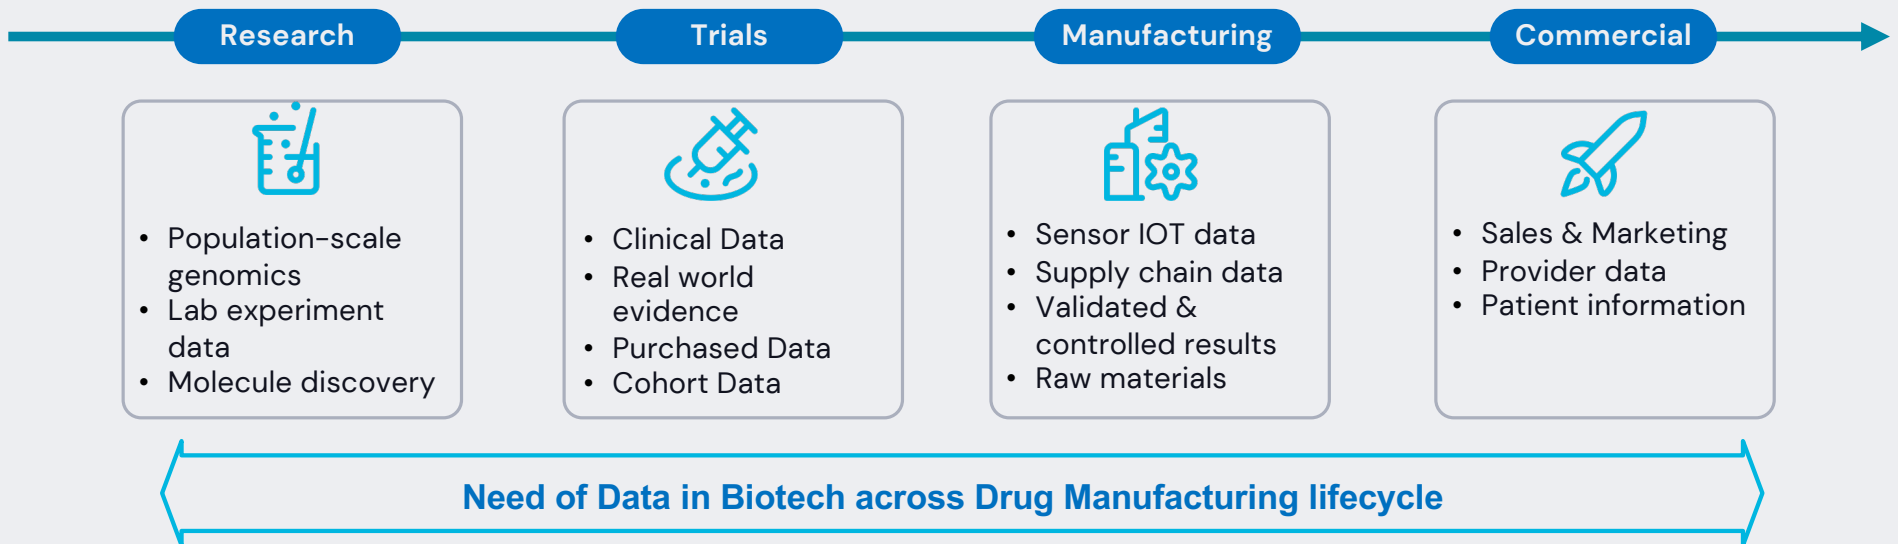 Research
Trials
Manufacturing
Commercial
• Population-scale
genomics
• Lab experiment
data
• Molecule discovery
• Clinical Data
• Real world
evidence
• Purchased Data
• Cohort Data
• Sensor IOT data
• Supply chain data
• Validated &
controlled results
• Raw materials
• Sales & Marketing
• Provider data
• Patient information
Need of Data in Biotech across Drug Manufacturing lifecycle